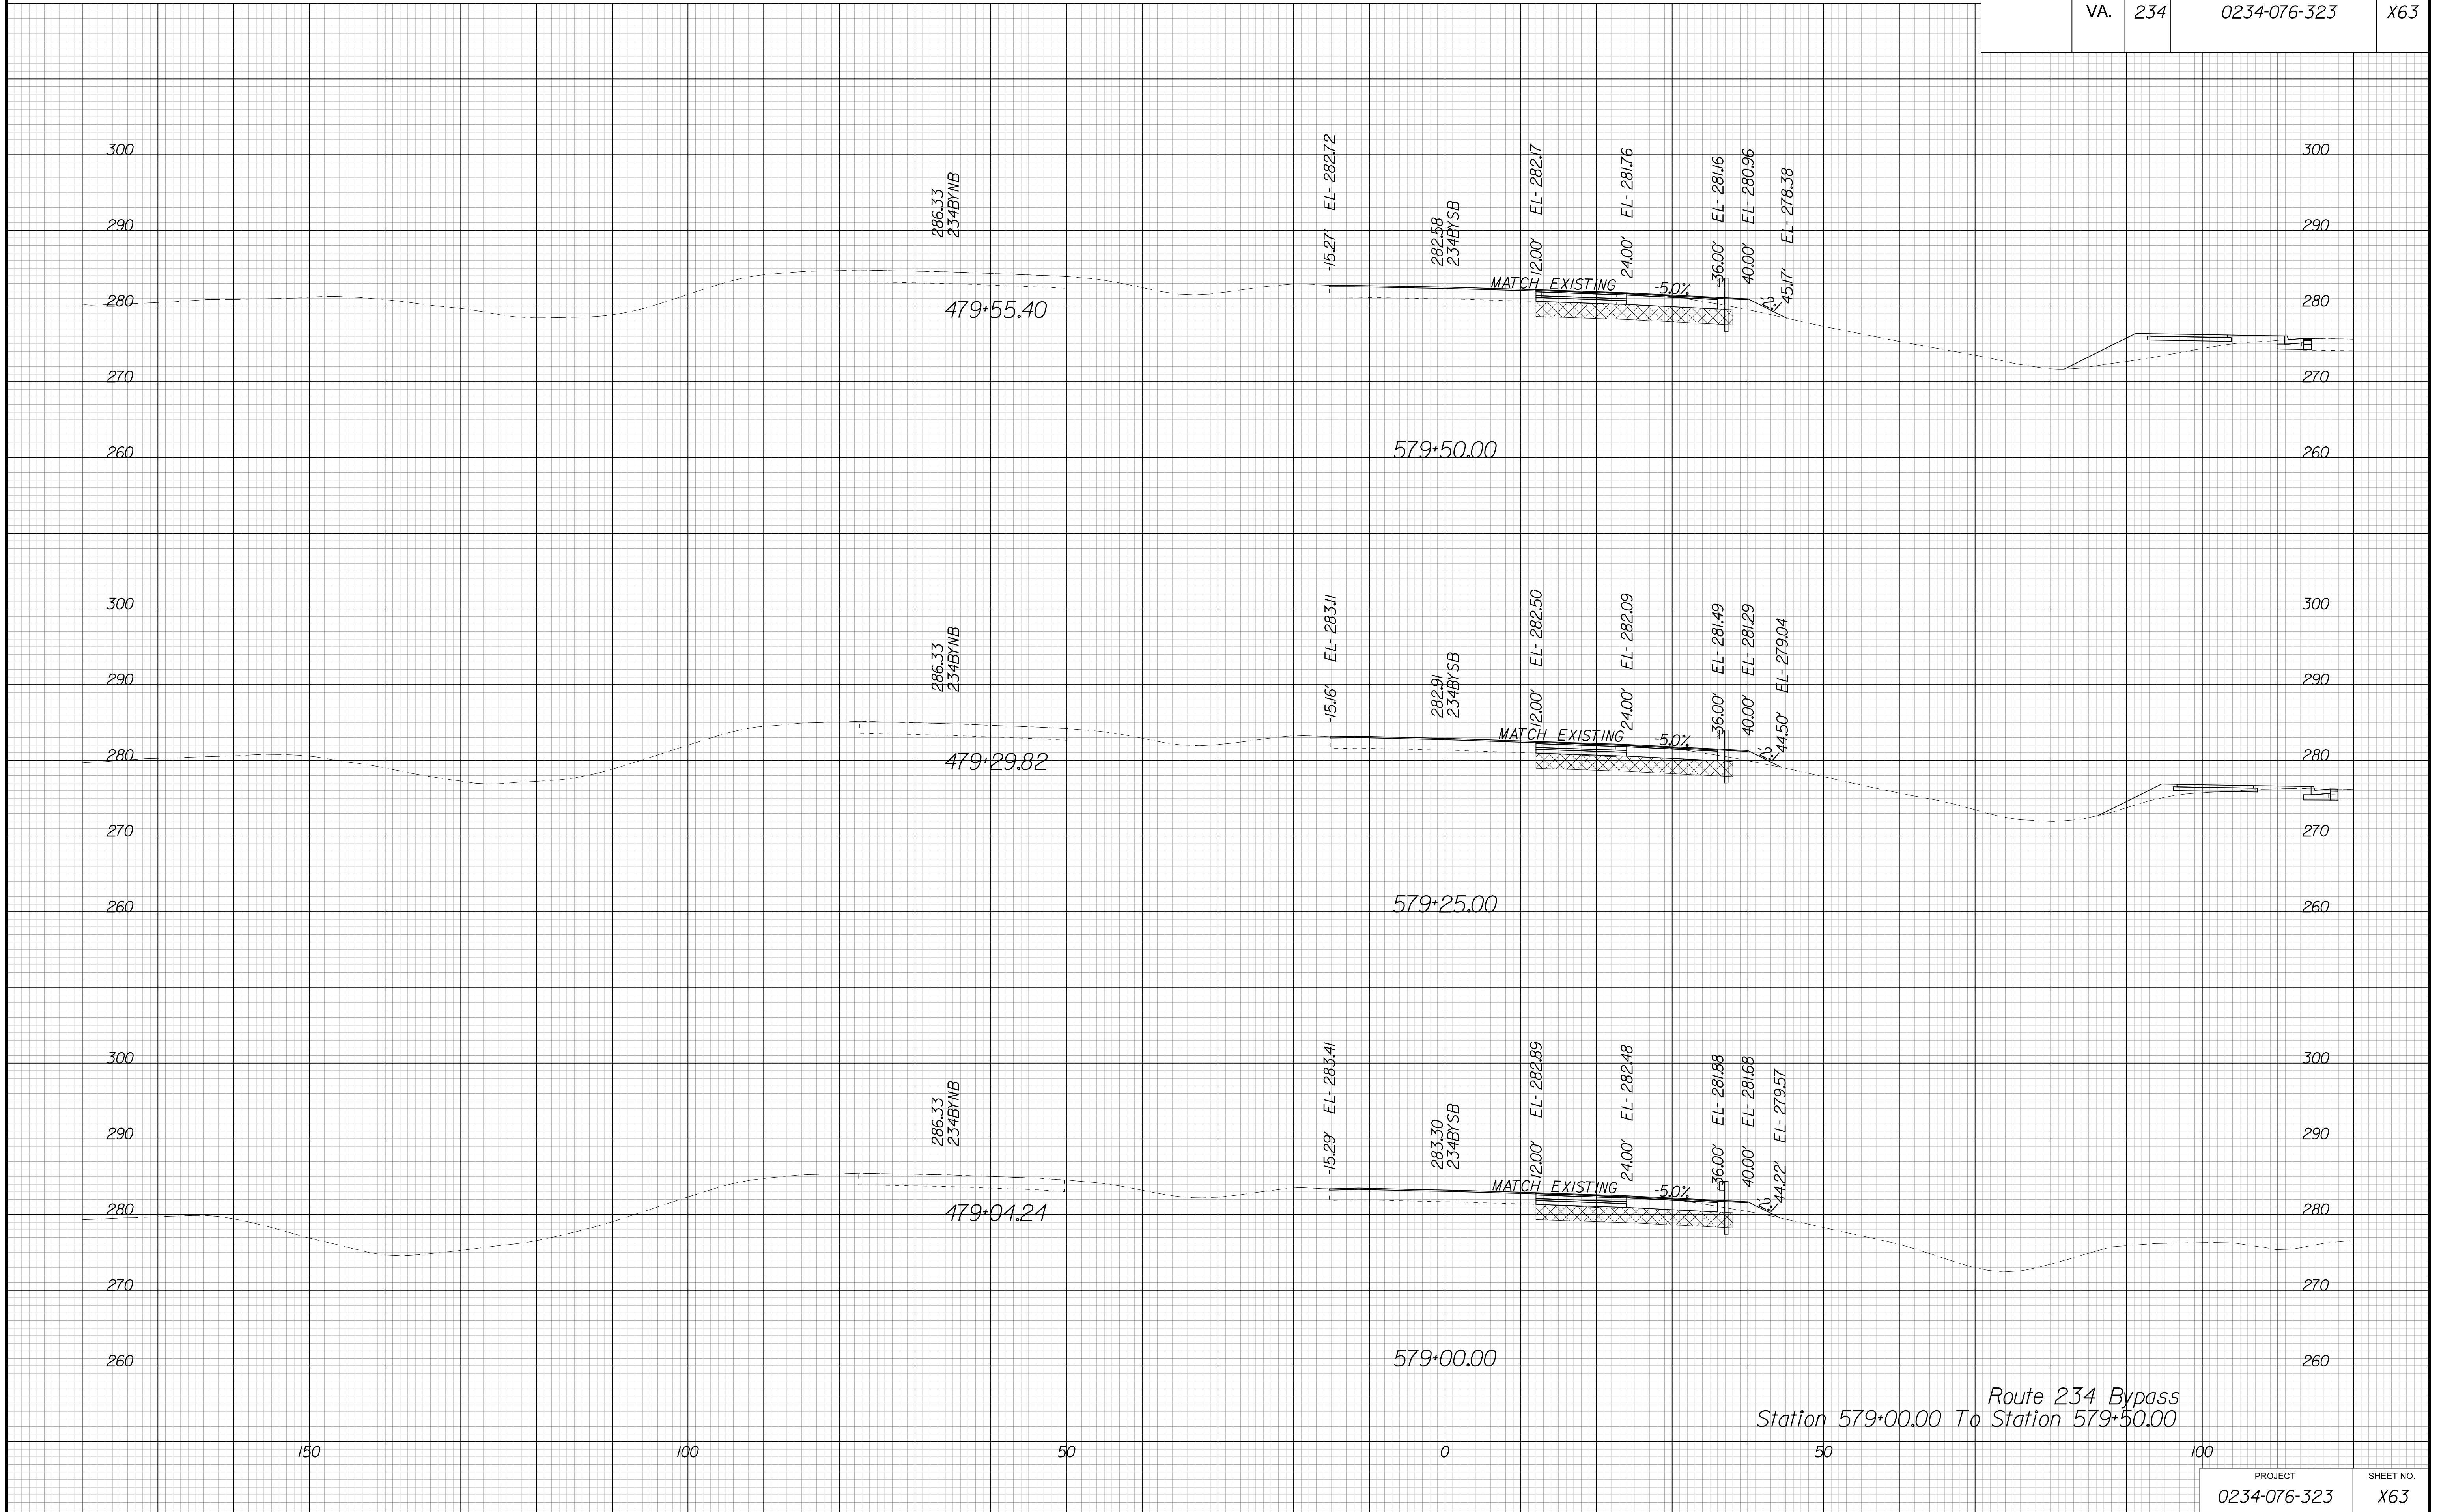 VA. 234 0234-076-323 X63
300 300
290 290
280 280
270 270
260 260
286.33
234BYNB
479+55.40
-15.27' EL- 282.72
282.58
234BYSB
12.00' EL- 282.17
24.00' EL- 281.76
36.00' EL- 281.16
40.00' EL- 280.96
45.17' EL- 278.38
MATCH EXISTING
-5.0%
-2:1
579+50.00
300 300
290 290
280 280
270 270
260 260
286.33
234BYNB
479+29.82
-15.16' EL- 283.11
282.91
234BYSB
12.00' EL- 282.50
24.00' EL- 282.09
36.00' EL- 281.49
40.00' EL- 281.29
44.50' EL- 279.04
MATCH EXISTING
-5.0%
-2:1
579+25.00
300 300
290 290
280 280
270 270
260 260
286.33
234BYNB
479+04.24
-15.29' EL- 283.41
283.30
234BYSB
12.00' EL- 282.89
24.00' EL- 282.48
36.00' EL- 281.88
40.00' EL- 281.68
44.22' EL- 279.57
MATCH EXISTING
-5.0%
-2:1
579+00.00
Route 234 Bypass
Station 579+00.00 To Station 579+50.00
150 100 50 0 50 100
PROJECT SHEET NO.
0234-076-323 X63